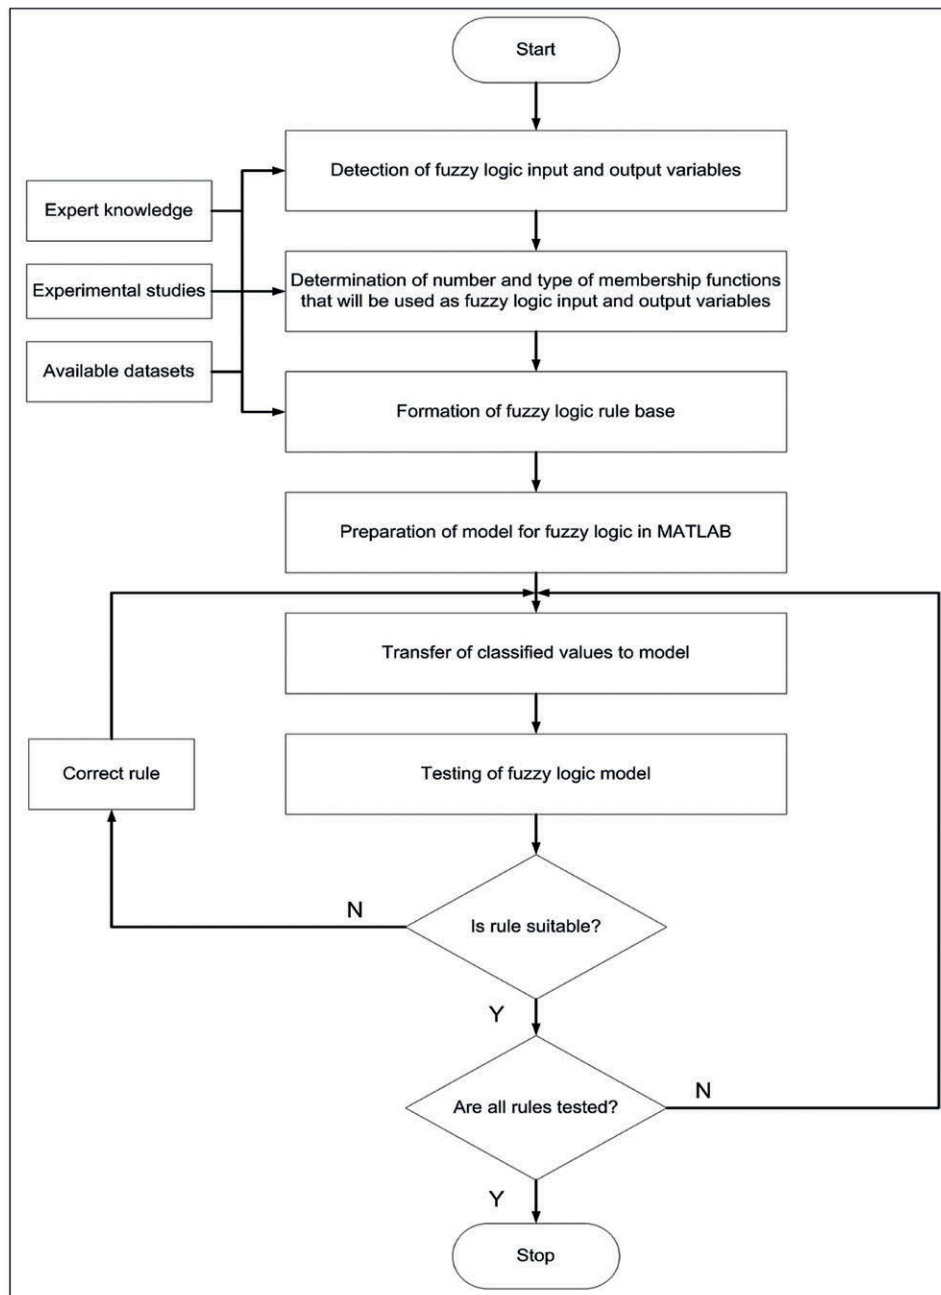 Start
Detection of fuzzy logic input and output variables
Expert knowledge
Experimental studies
Determination of number and type of membership functions
that will be used as fuzzy logic input and output variables
Available datasets
Formation of fuzzy logic rule base
Preparation of model for fuzzy logic in MATLAB
Transfer of classified values to model
Correct rule
Testing of fuzzy logic model
N
Is rule suitable?
Y
Are all rules tested?
N
Y
Stop